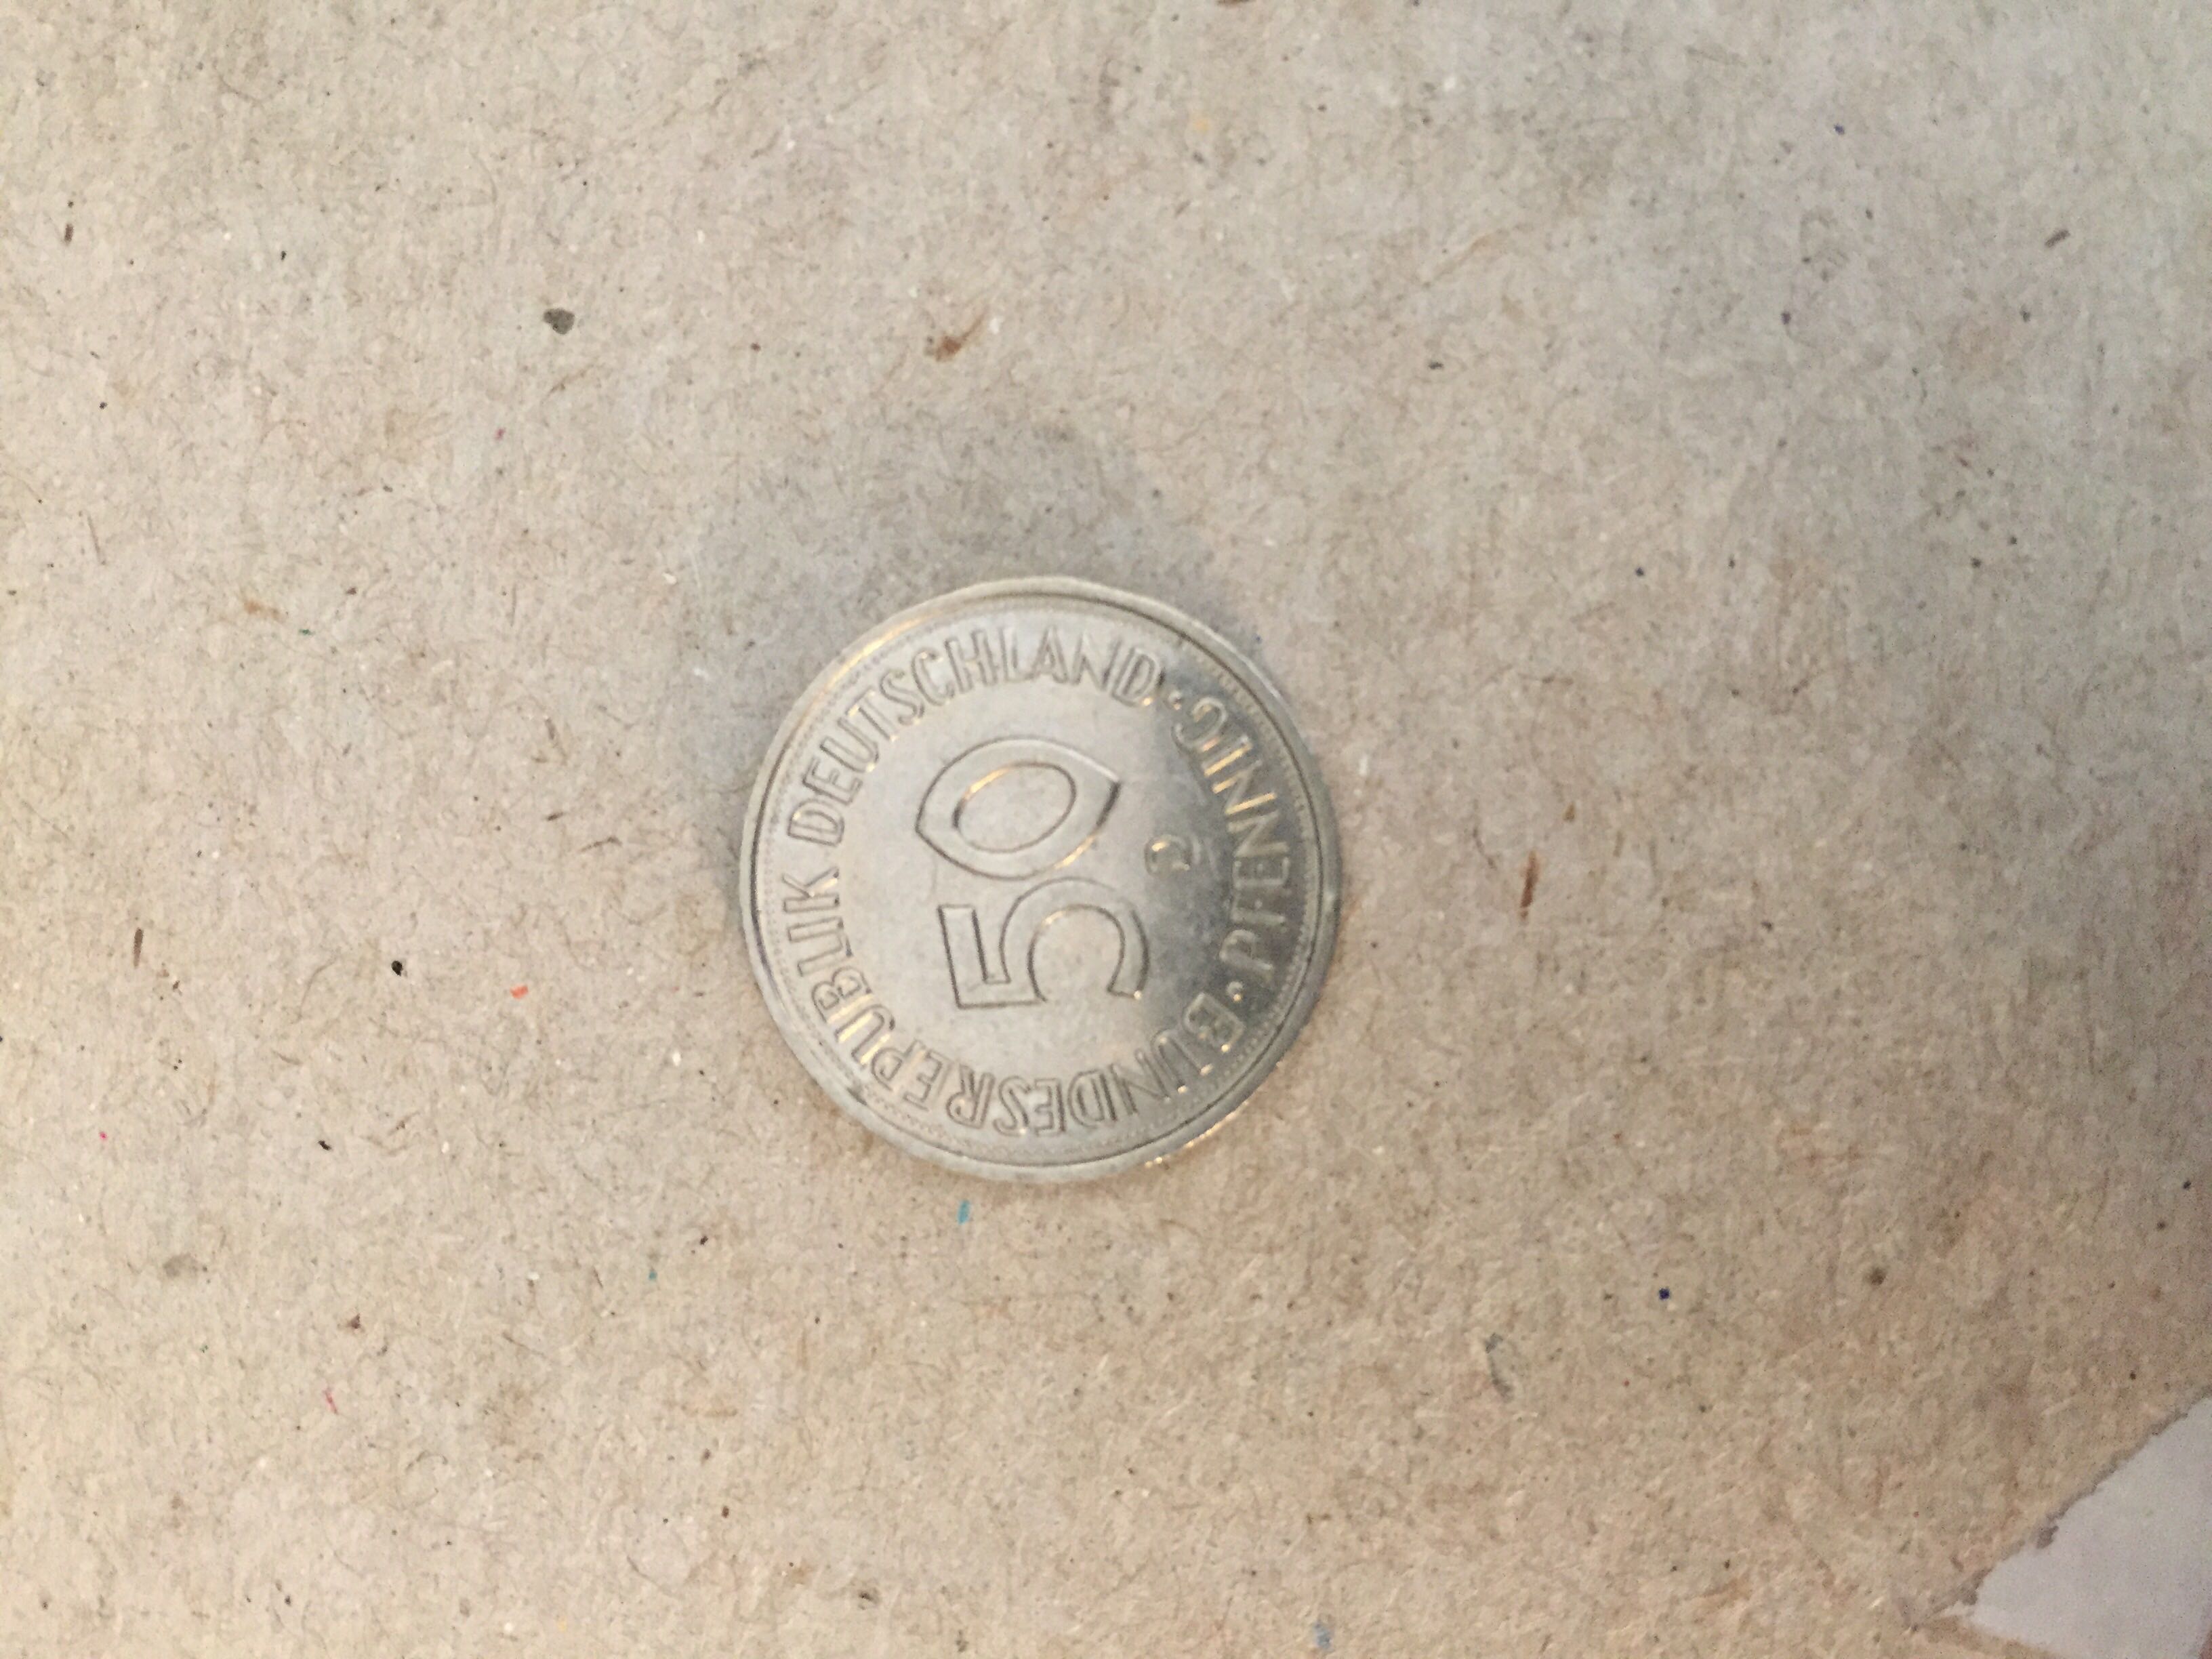 BUNDESREPUBLIK DEUTSCHLAND
50
G
·PFENNIG·